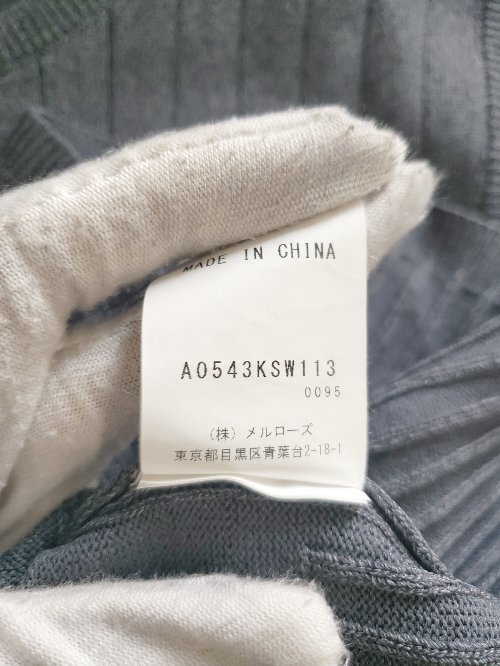 MADE IN CHINA
A0543KSW113
0095
(株) メルローズ
東京都目黒区青葉台2-18-1